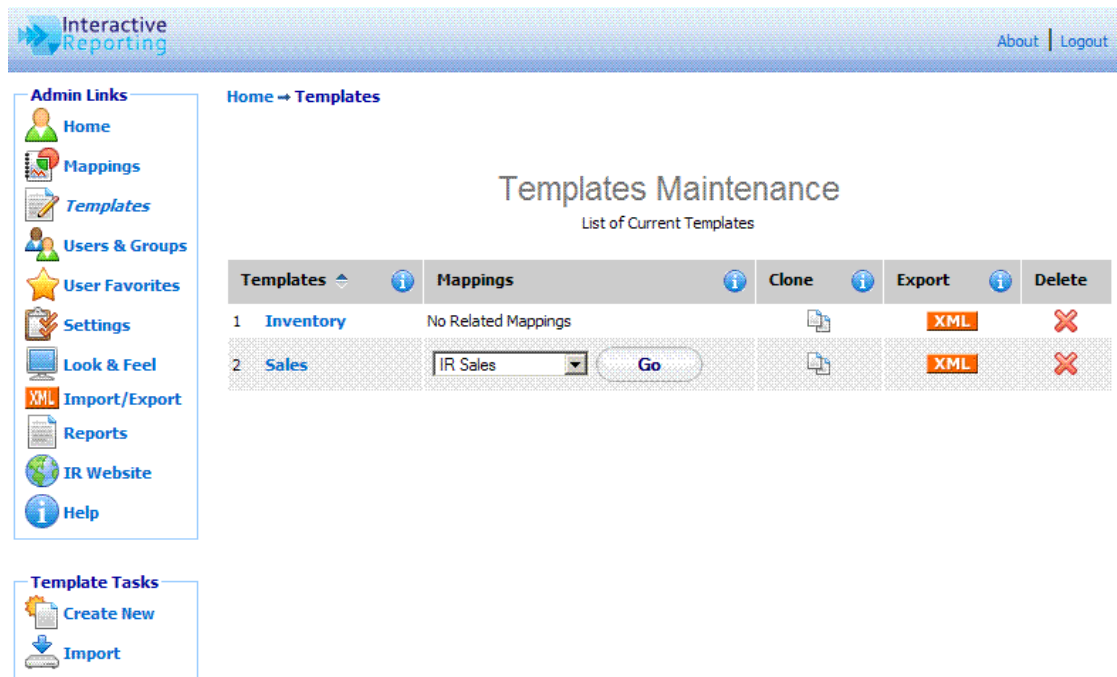 Interactive
Reporting
About | Logout
Admin Links
Home
Mappings
Templates
Users & Groups
User Favorites
Settings
Look & Feel
XML Import/Export
Reports
IR Website
Help
Template Tasks
Create New
Import
Home → Templates
Templates Maintenance
List of Current Templates
Templates Mappings Clone Export Delete
1 Inventory No Related Mappings XML
2 Sales IR Sales Go XML